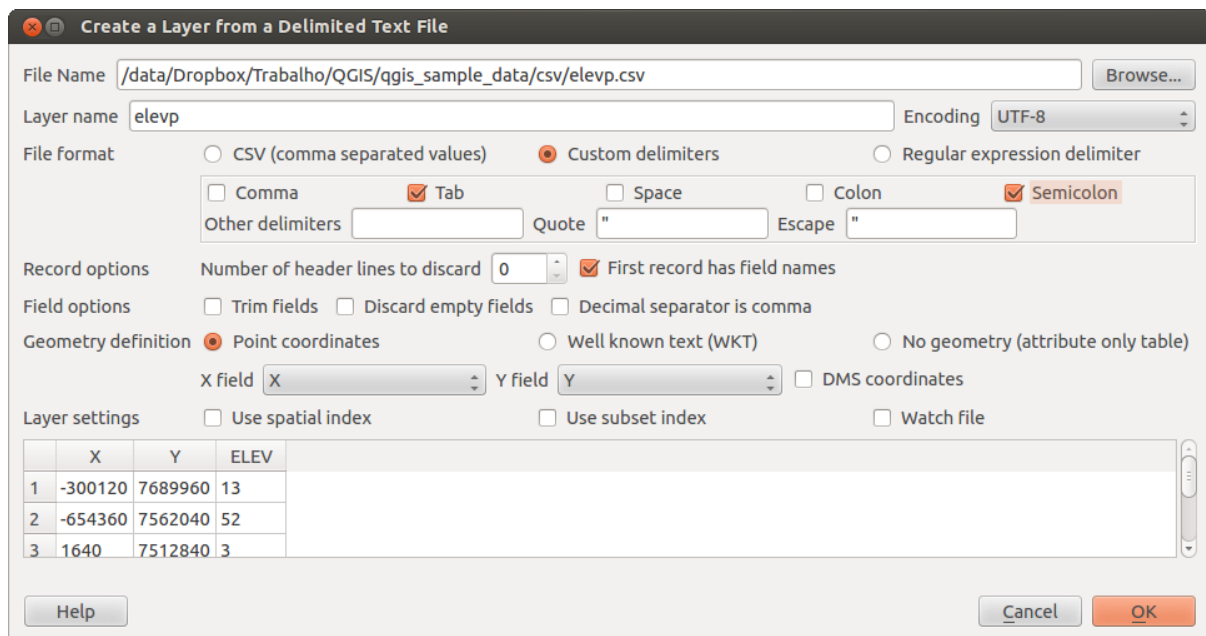 Create a Layer from a Delimited Text File
File Name /data/Dropbox/Trabalho/QGIS/qgis_sample_data/csv/elevp.csv Browse...
Layer name elevp Encoding UTF-8
File format CSV (comma separated values) Custom delimiters Regular expression delimiter
Comma Tab Space Colon Semicolon
Other delimiters Quote " Escape "
Record options Number of header lines to discard 0 First record has field names
Field options Trim fields Discard empty fields Decimal separator is comma
Geometry definition Point coordinates Well known text (WKT) No geometry (attribute only table)
X field X Y field Y DMS coordinates
Layer settings Use spatial index Use subset index Watch file
X Y ELEV
1 -300120 7689960 13
2 -654360 7562040 52
3 1640 7512840 3
Help Cancel OK